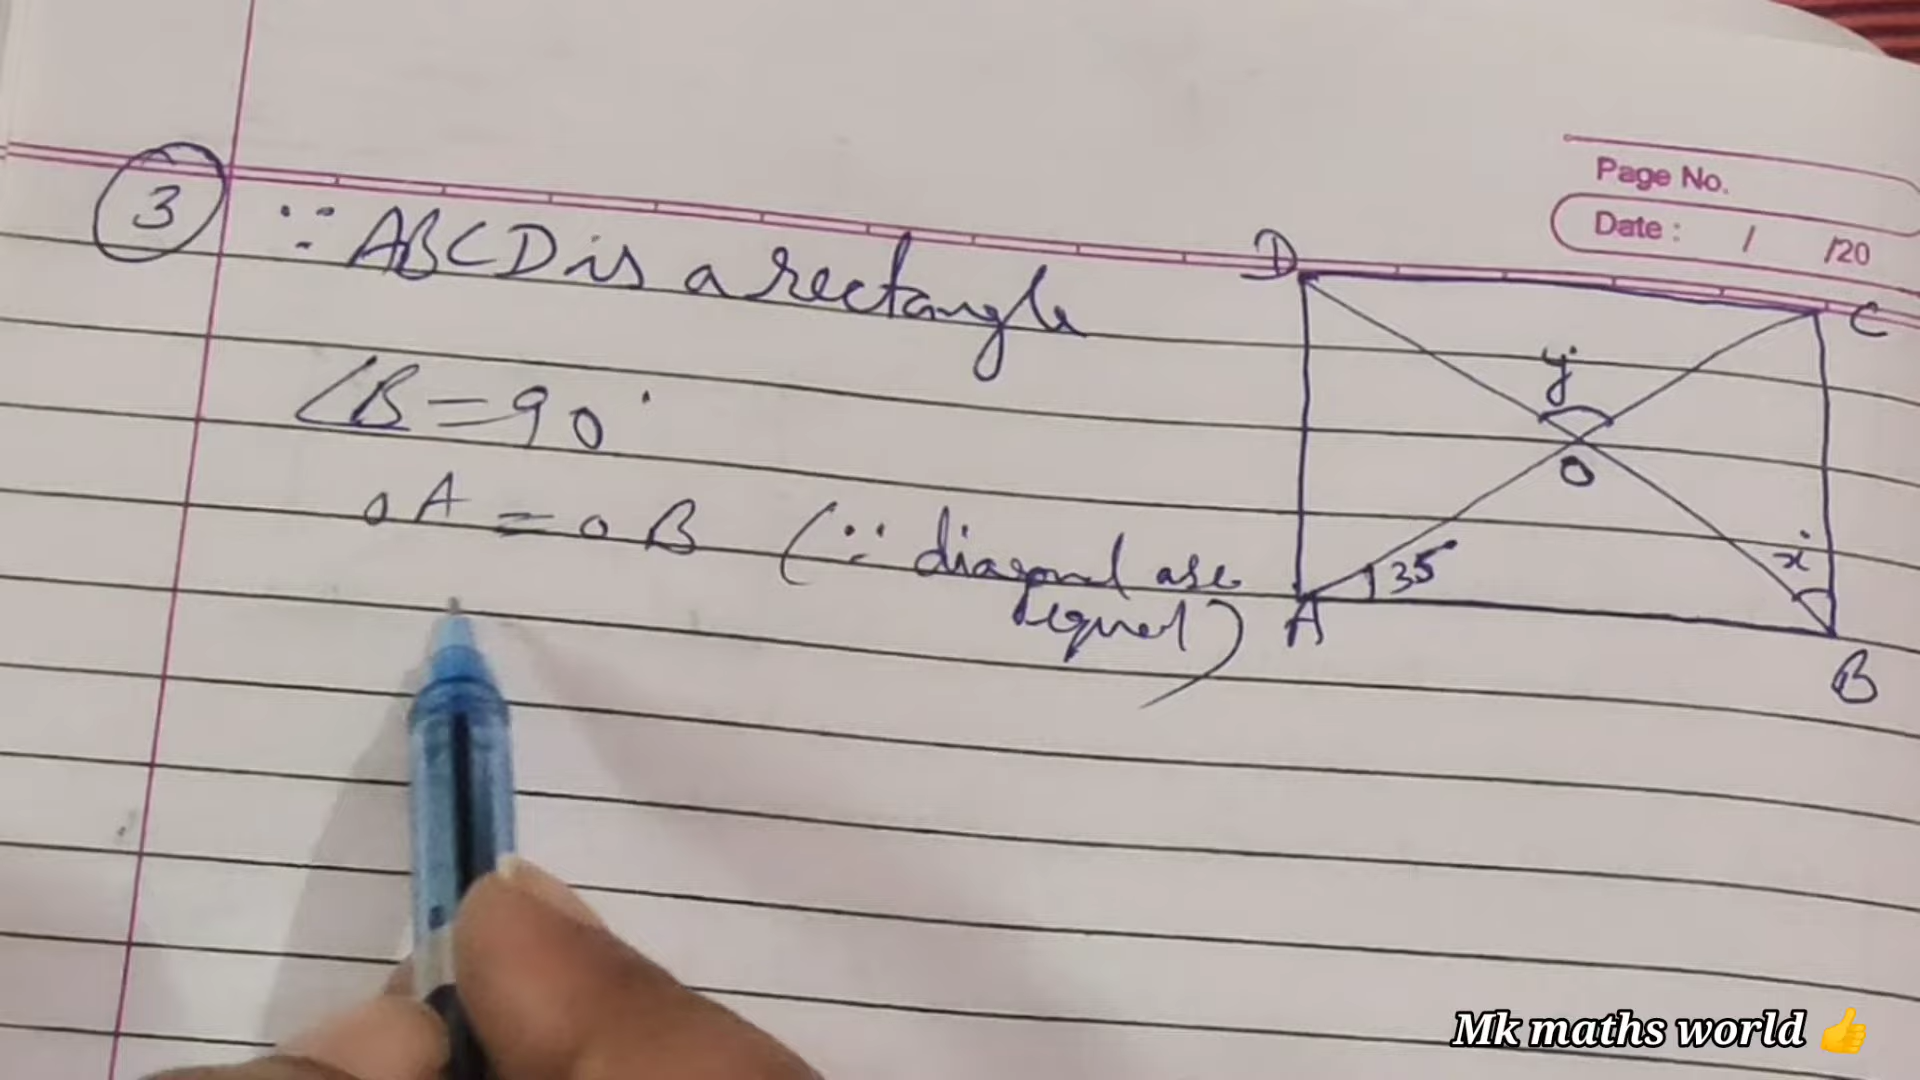 Page No.
Date : / /20
3 ∵ ABCD is a rectangle
∠B = 90°
OA = OB (∵ diagonal are
equal)
D
C
y
O
x
35°
A
B
Mk maths world 👍